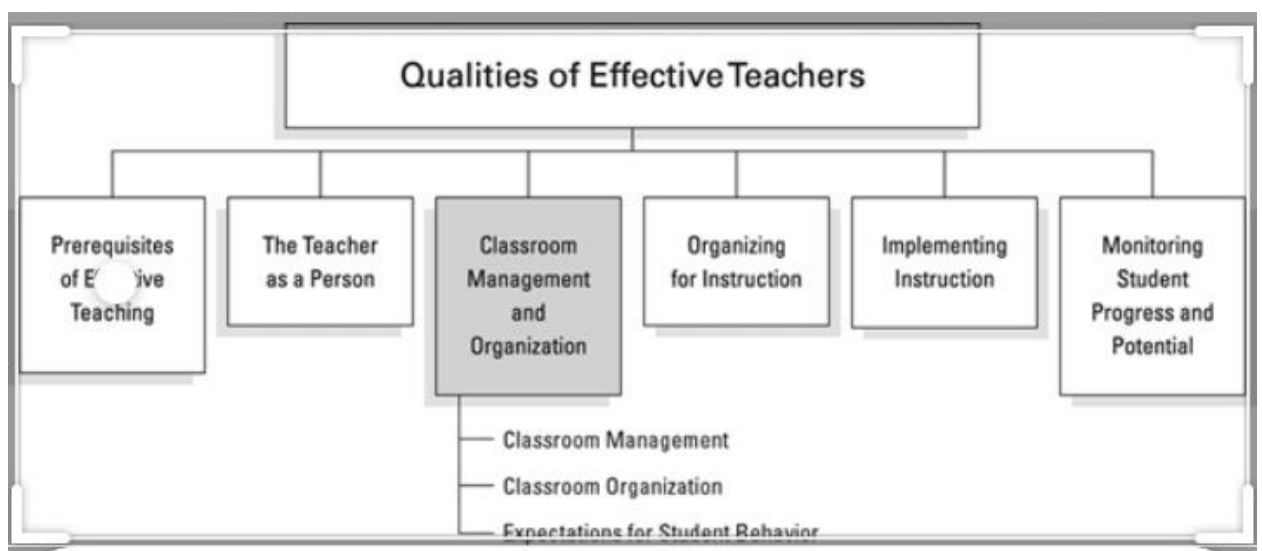 Qualities of Effective Teachers
Prerequisites
of Effective
Teaching
The Teacher
as a Person
Classroom
Management
and
Organization
Organizing
for Instruction
Implementing
Instruction
Monitoring
Student
Progress and
Potential
Classroom Management
Classroom Organization
Expectations for Student Behavior